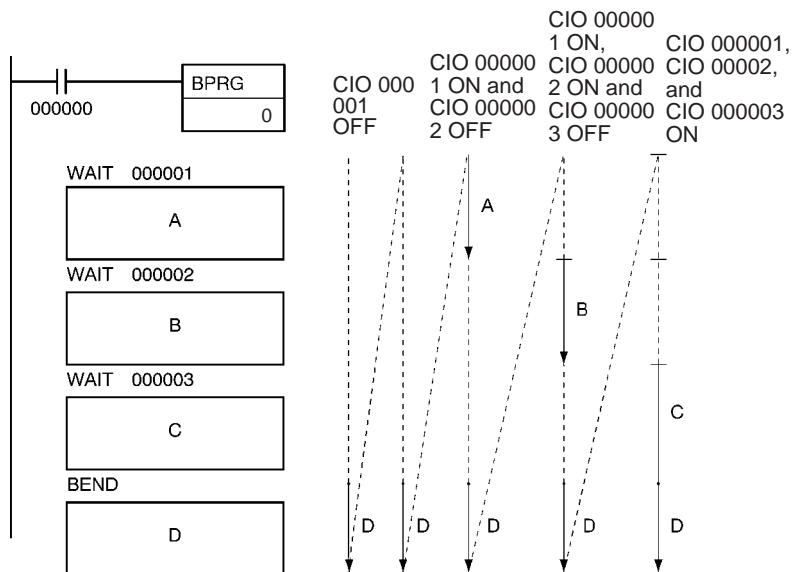 BPRG
0
000000
CIO 000
001
OFF
CIO 00000
1 ON and
CIO 00000
2 OFF
CIO 00000
1 ON,
CIO 00000
2 ON and
CIO 00000
3 OFF
CIO 000001,
CIO 00002,
and
CIO 000003
ON
WAIT 000001
A
A
WAIT 000002
B
B
WAIT 000003
C
C
BEND
D
D
D
D
D
D